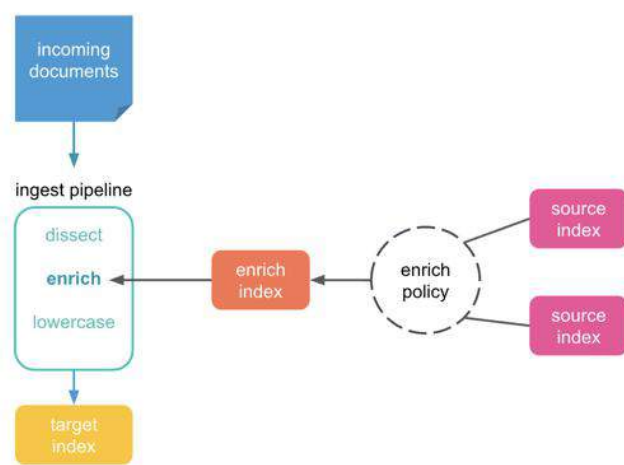 incoming
documents
ingest pipeline
dissect
enrich
lowercase
target
index
enrich
index
enrich
policy
source
index
source
index